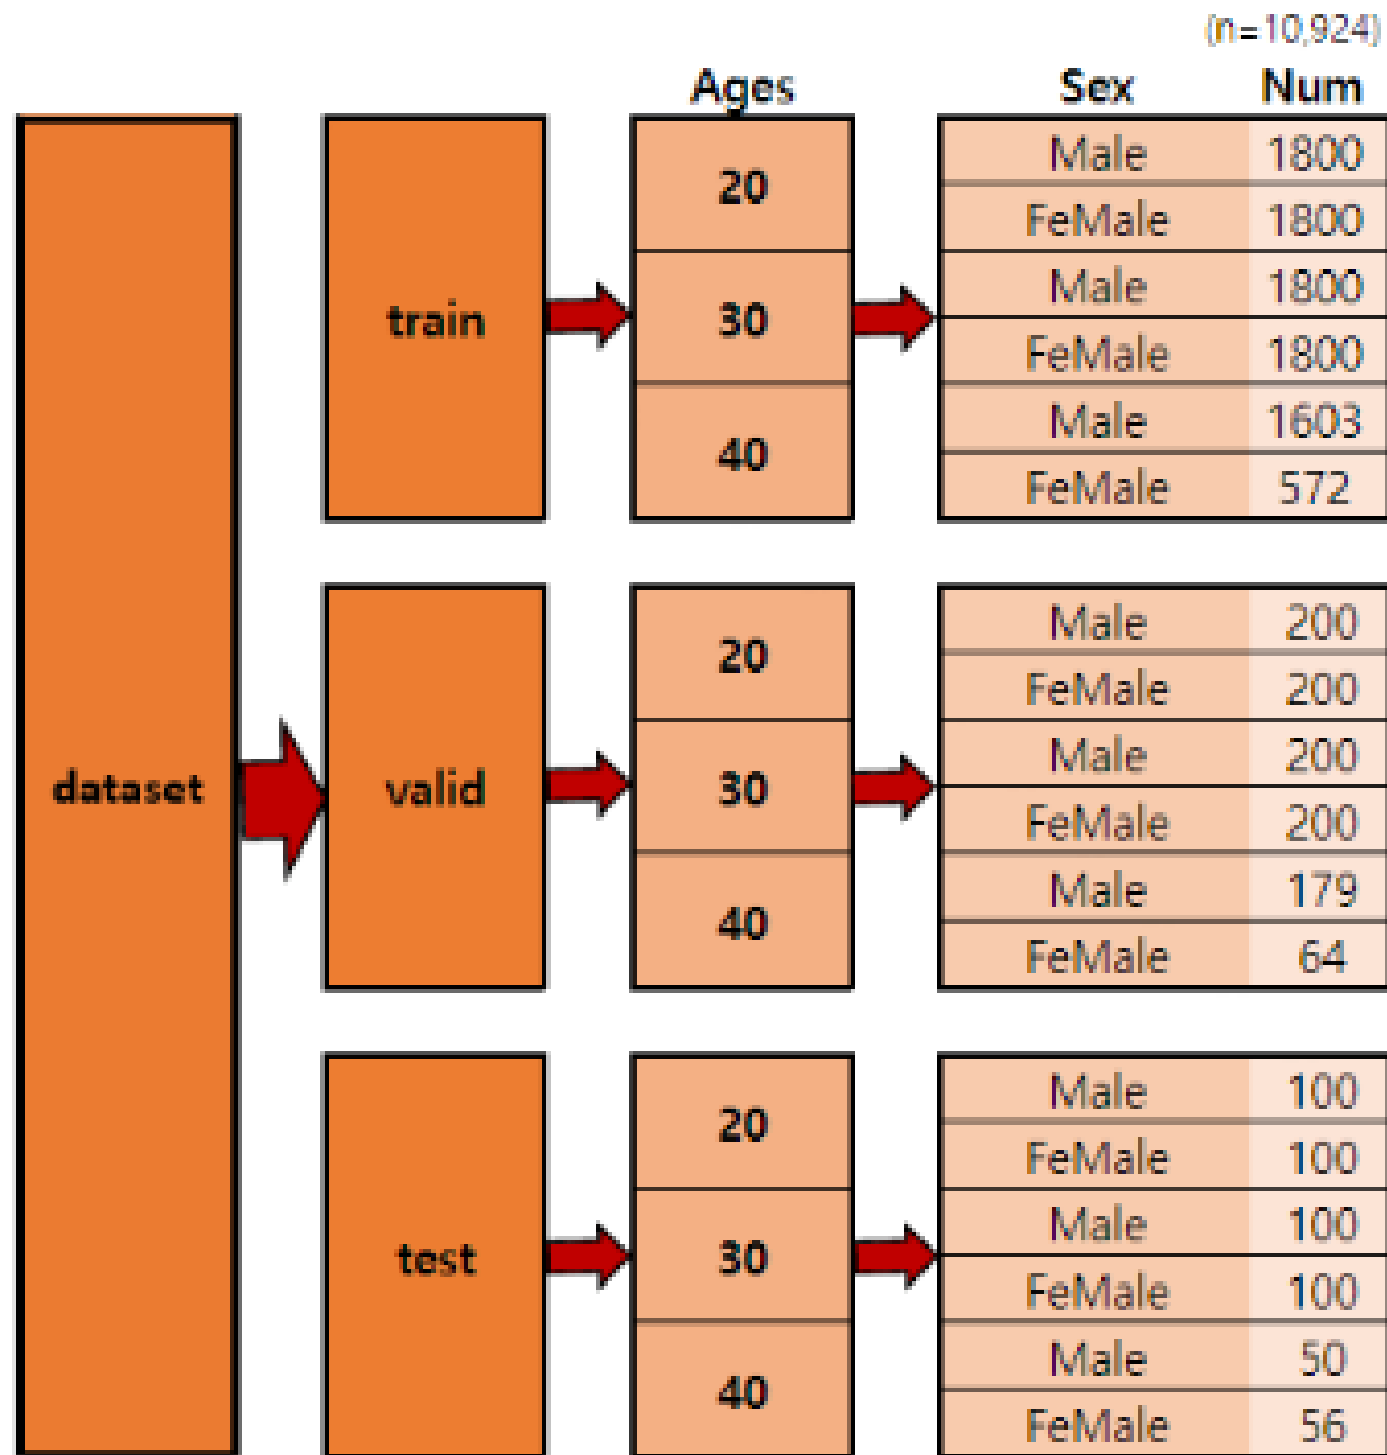 (n=10,924)
Ages Sex Num
dataset
train
20
Male 1800
FeMale 1800
30
Male 1800
FeMale 1800
40
Male 1603
FeMale 572
valid
20
Male 200
FeMale 200
30
Male 200
FeMale 200
40
Male 179
FeMale 64
test
20
Male 100
FeMale 100
30
Male 100
FeMale 100
40
Male 50
FeMale 56